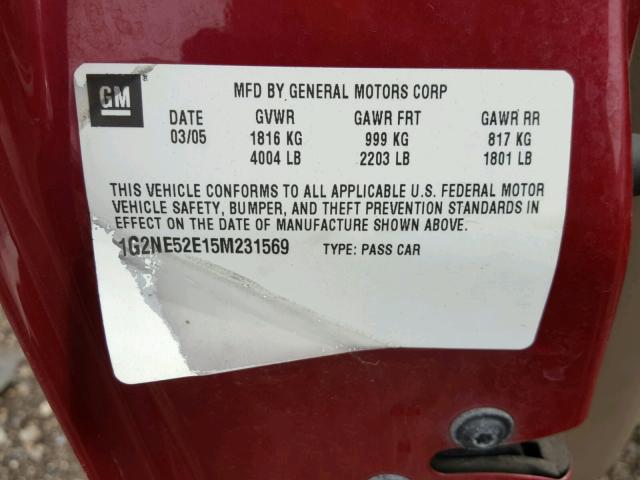 GM
MFD BY GENERAL MOTORS CORP
DATE GVWR GAWR FRT GAWR RR
03/05 1816 KG 999 KG 817 KG
4004 LB 2203 LB 1801 LB
THIS VEHICLE CONFORMS TO ALL APPLICABLE U.S. FEDERAL MOTOR
VEHICLE SAFETY, BUMPER, AND THEFT PREVENTION STANDARDS IN
EFFECT ON THE DATE OF MANUFACTURE SHOWN ABOVE.
1G2NE52E15M231569 TYPE: PASS CAR